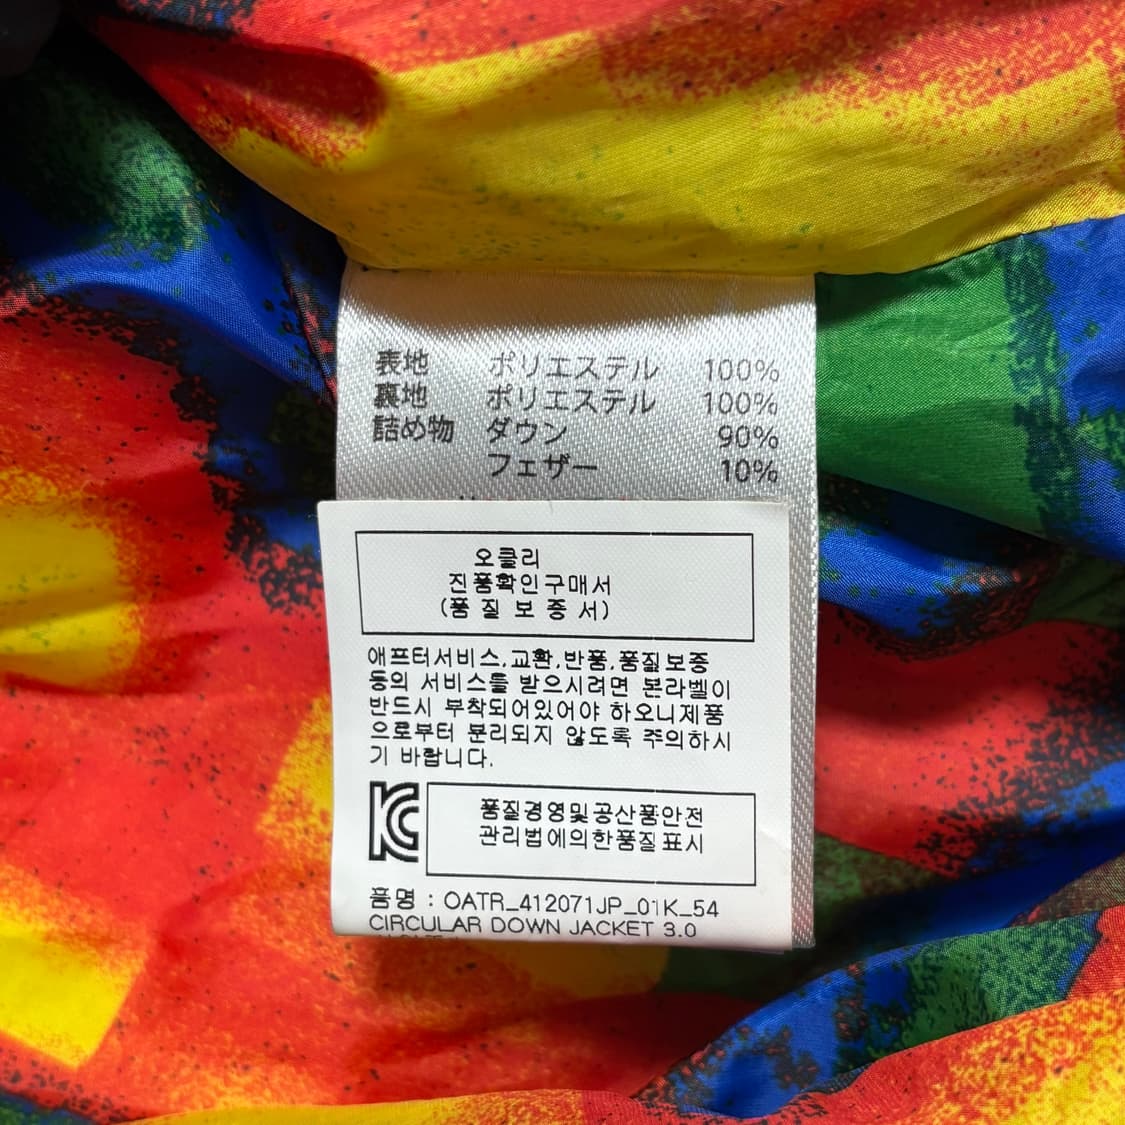 表地 ポリエステル 100%
裏地 ポリエステル 100%
詰め物 ダウン 90%
フェザー 10%
오클리
진품확인구매서
(품 질 보 증 서)
애프터서비스,교환,반품,품질보증
등의 서비스를 받으시려면 본라벨이
반드시 부착되어있어야 하오니제품
으로부터 분리되지 않도록 주의하시
기 바랍니다.
품질경영및공산품안전
관리법에의한품질표시
품명 : OATR_412071JP_01K_54
CIRCULAR DOWN JACKET 3.0